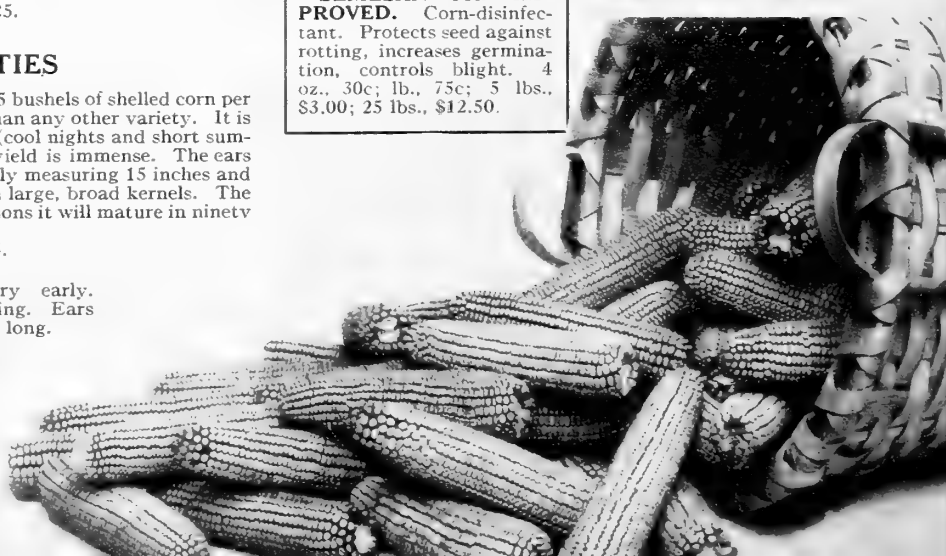 25.
TIES
5 bushels of shelled corn per
han any other variety. It is
(cool nights and short sum-
yield is immense. The ears
ly measuring 15 inches and
large, broad kernels. The
ons it will mature in ninety
ry early.
ing. Ears
long.
PROVED. Corn-disinfec-
tant. Protects seed against
rotting, increases germina-
tion, controls blight. 4
oz., 30c; lb., 75c; 5 lbs.,
$3.00; 25 lbs., $12.50.